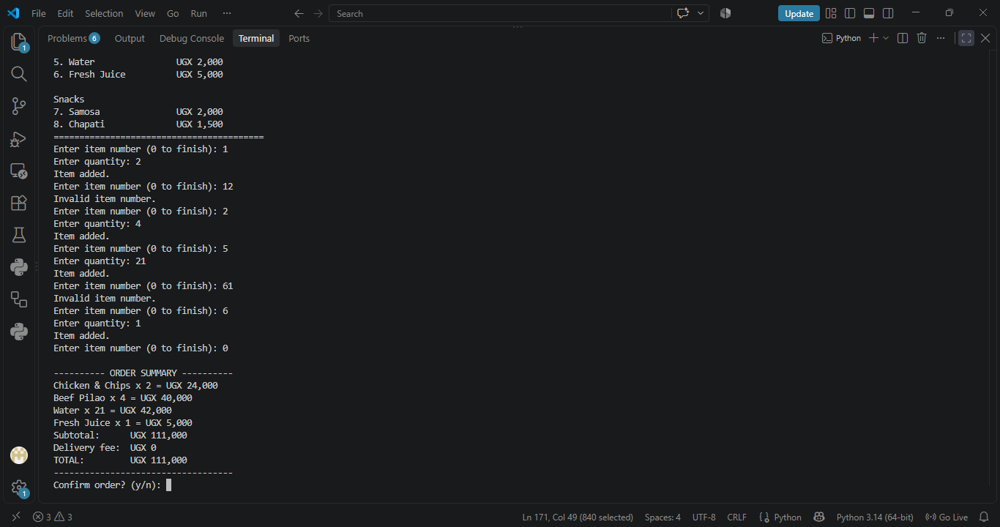 File Edit Selection View Go Run ··· Search Update
Problems 6 Output Debug Console Terminal Ports Python
1
5. Water UGX 2,000
6. Fresh Juice UGX 5,000
Snacks
7. Samosa UGX 2,000
8. Chapati UGX 1,500
=========================================
Enter item number (0 to finish): 1
Enter quantity: 2
Item added.
Enter item number (0 to finish): 12
Invalid item number.
Enter item number (0 to finish): 2
Enter quantity: 4
Item added.
Enter item number (0 to finish): 5
Enter quantity: 21
Item added.
Enter item number (0 to finish): 61
Invalid item number.
Enter item number (0 to finish): 6
Enter quantity: 1
Item added.
Enter item number (0 to finish): 0
---------- ORDER SUMMARY ----------
Chicken & Chips x 2 = UGX 24,000
Beef Pilao x 4 = UGX 40,000
Water x 21 = UGX 42,000
Fresh Juice x 1 = UGX 5,000
Subtotal: UGX 111,000
Delivery fee: UGX 0
TOTAL: UGX 111,000
-----------------------------------
Confirm order? (y/n):
1
3 3 Ln 171, Col 49 (840 selected) Spaces: 4 UTF-8 CRLF { } Python Python 3.14 (64-bit) Go Live